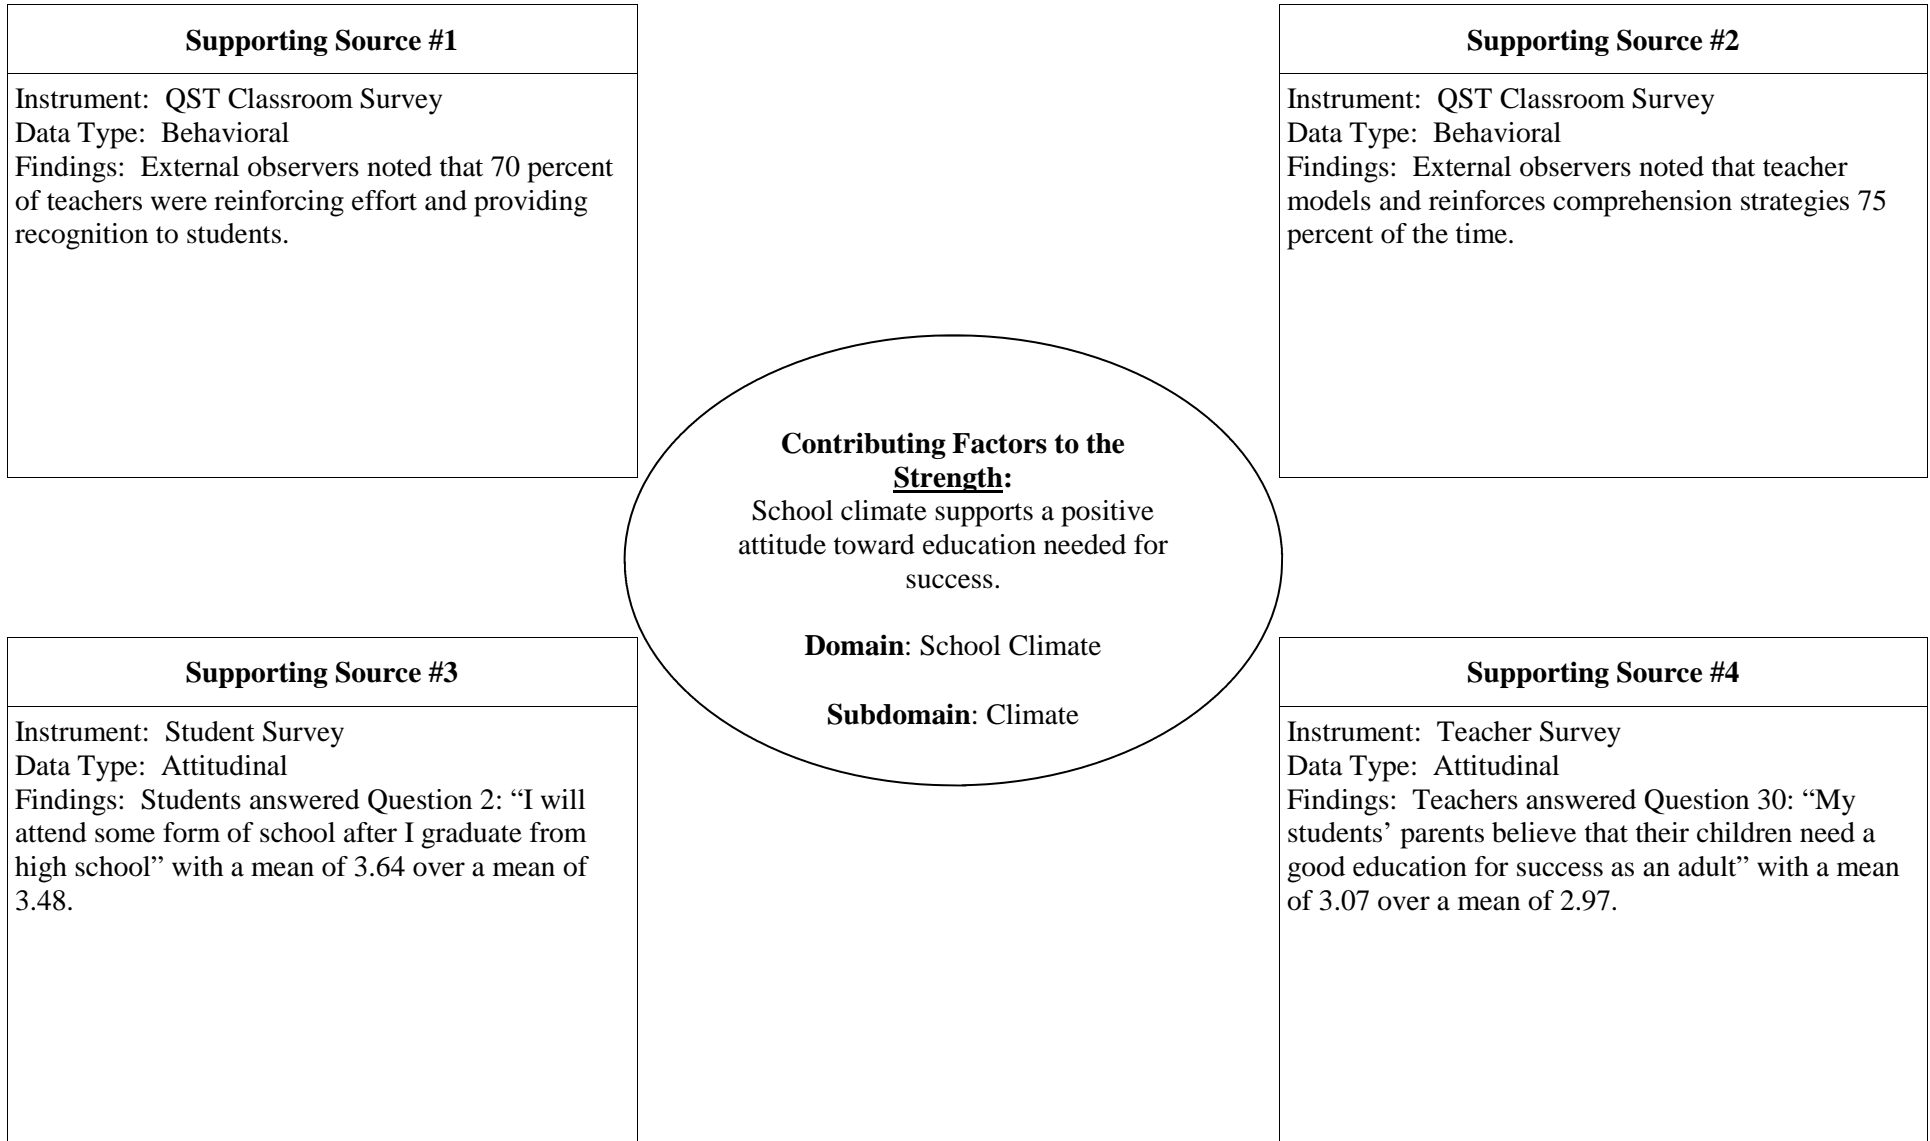 Supporting Source #1
Instrument:  QST Classroom Survey
Data Type:  Behavioral
Findings:  External observers noted that 70 percent
of teachers were reinforcing effort and providing
recognition to students.
Supporting Source #2
Instrument:  QST Classroom Survey
Data Type:  Behavioral
Findings:  External observers noted that teacher
models and reinforces comprehension strategies 75
percent of the time.
Contributing Factors to the
Strength:
School climate supports a positive
attitude toward education needed for
success.
Domain: School Climate
Subdomain: Climate
Supporting Source #3
Instrument:  Student Survey
Data Type:  Attitudinal
Findings:  Students answered Question 2: “I will
attend some form of school after I graduate from
high school” with a mean of 3.64 over a mean of
3.48.
Supporting Source #4
Instrument:  Teacher Survey
Data Type:  Attitudinal
Findings:  Teachers answered Question 30: “My
students’ parents believe that their children need a
good education for success as an adult” with a mean
of 3.07 over a mean of 2.97.